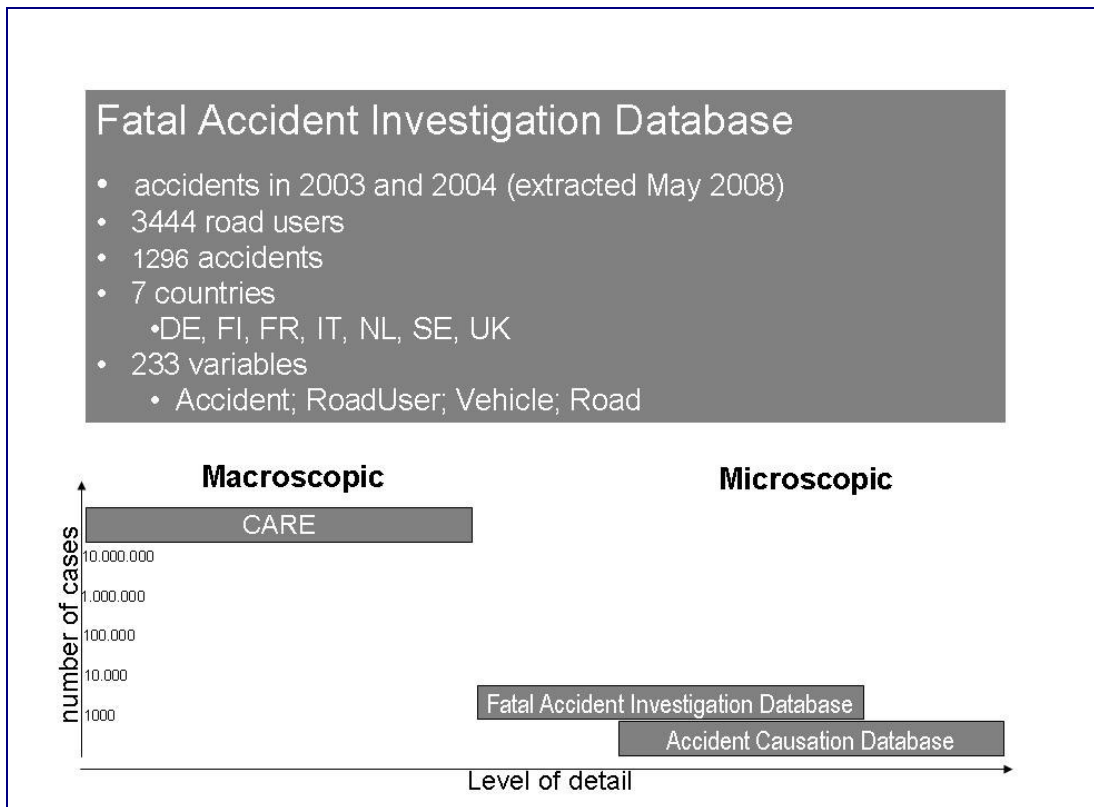 Fatal Accident Investigation Database
• accidents in 2003 and 2004 (extracted May 2008)
• 3444 road users
• 1296 accidents
• 7 countries
•DE, FI, FR, IT, NL, SE, UK
• 233 variables
• Accident; RoadUser; Vehicle; Road
Macroscopic
Microscopic
CARE
number of cases
10.000.000
1.000.000
100.000
10.000
1000
Fatal Accident Investigation Database
Accident Causation Database
Level of detail